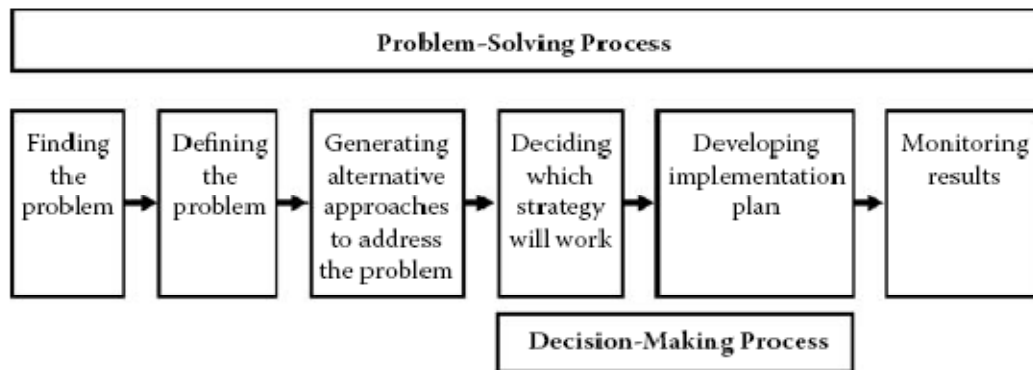 Problem-Solving Process
Finding
the
problem
Defining
the
problem
Generating
alternative
approaches
to address
the problem
Deciding
which
strategy
will work
Developing
implementation
plan
Monitoring
results
Decision-Making Process